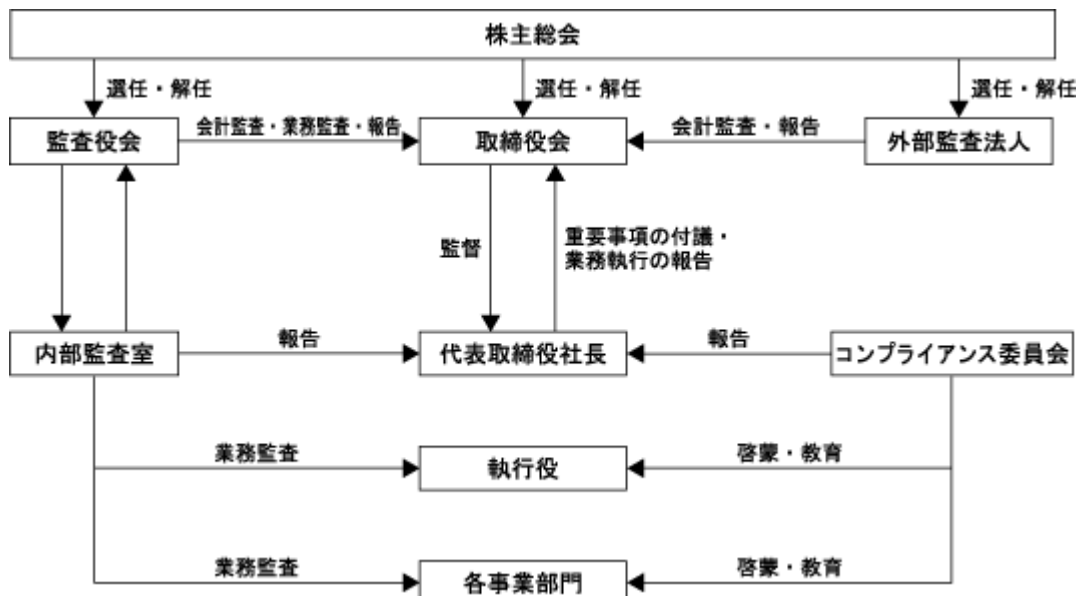 株主総会
選任・解任
選任・解任
選任・解任
監査役会
会計監査・業務監査・報告
取締役会
会計監査・報告
外部監査法人
監督
重要事項の付議・
業務執行の報告
内部監査室
報告
代表取締役社長
報告
コンプライアンス委員会
業務監査
執行役
啓蒙・教育
業務監査
各事業部門
啓蒙・教育